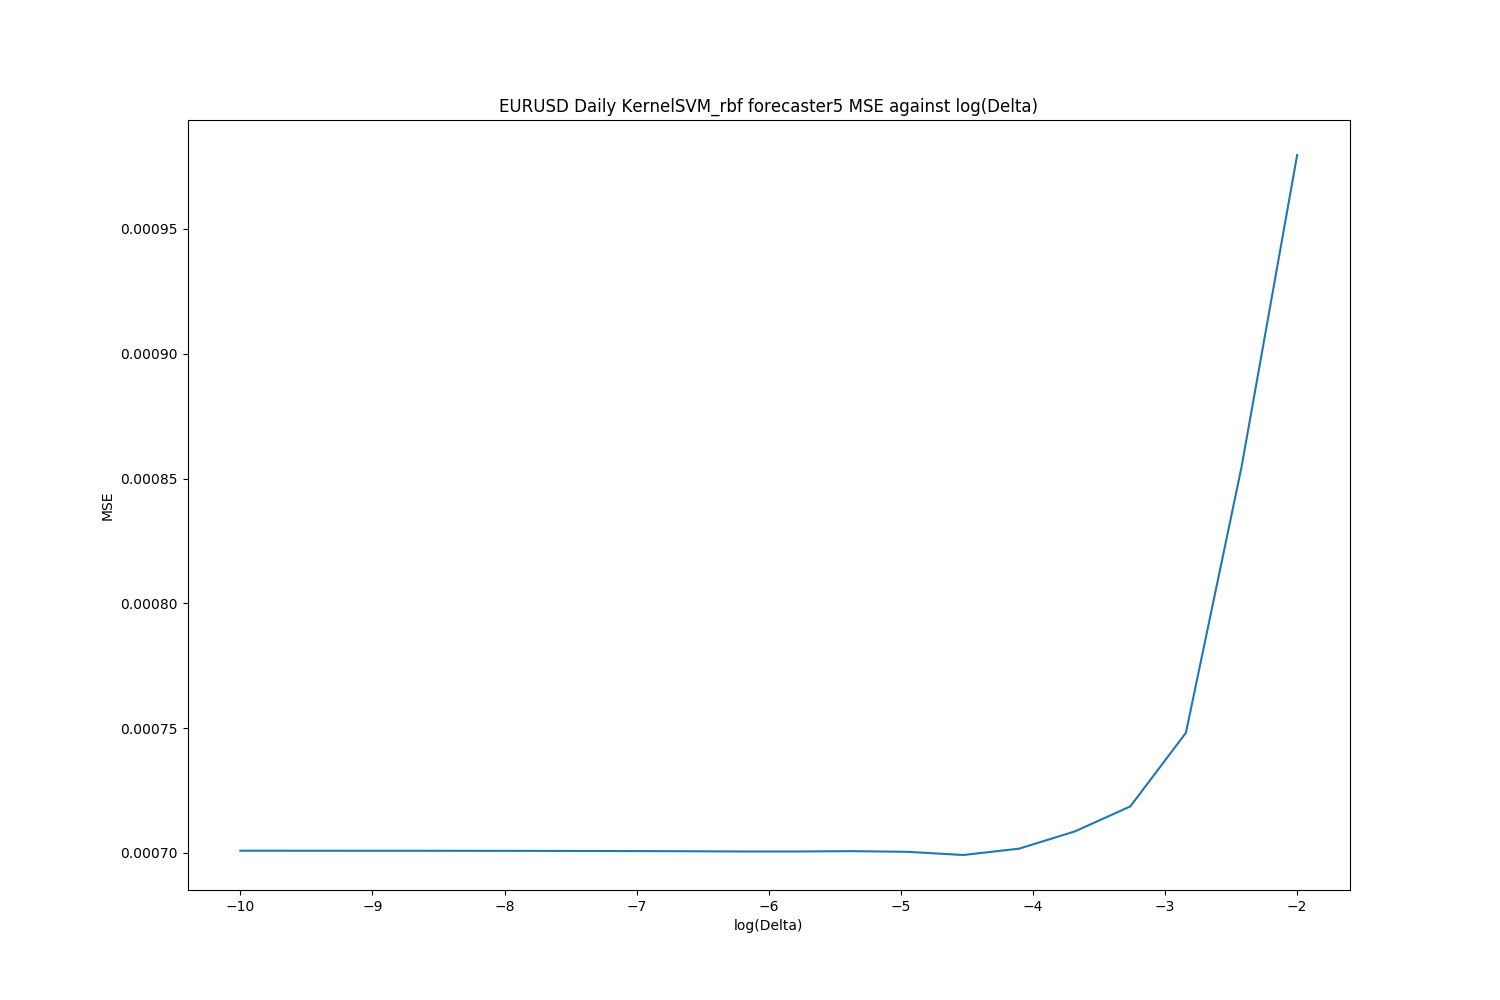 EURUSD Daily KernelSVM_rbf forecaster5 MSE against log(Delta)
0.00095
0.00090
0.00085
MSE
0.00080
0.00075
0.00070
−10 −9 −8 −7 −6 −5 −4 −3 −2
log(Delta)